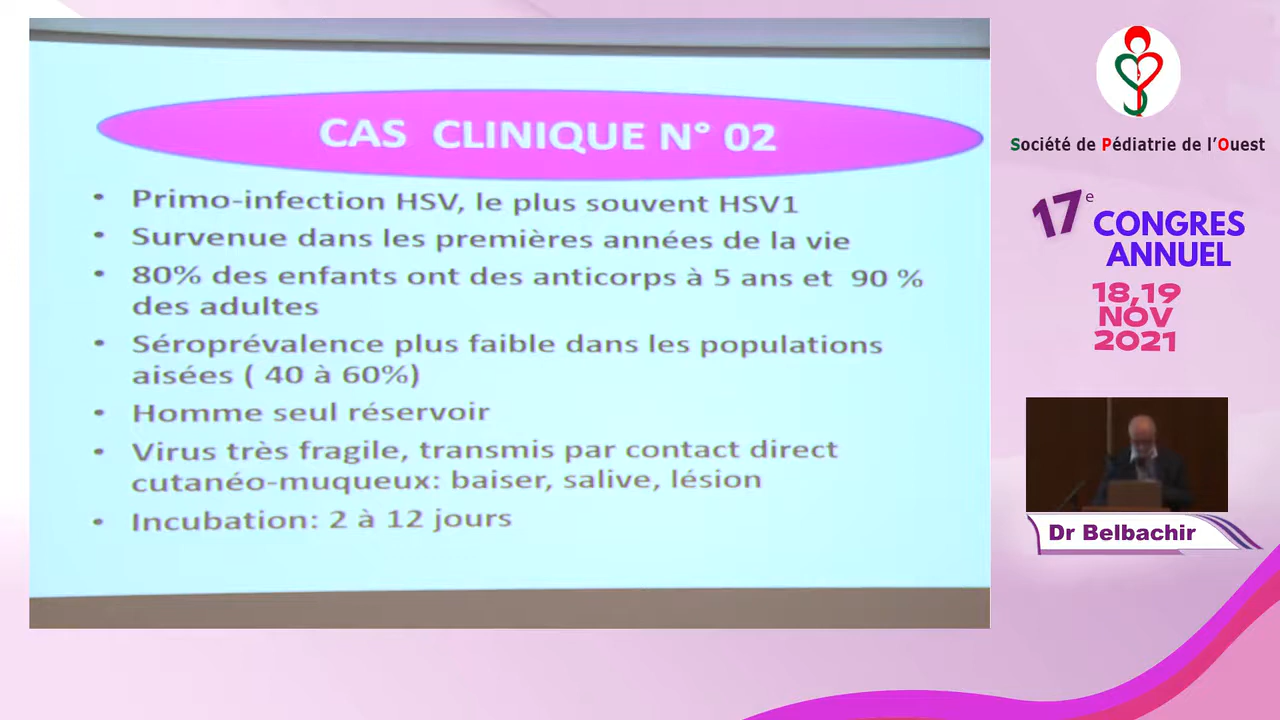 CAS CLINIQUE N° 02
• Primo-infection HSV, le plus souvent HSV1
• Survenue dans les premières années de la vie
• 80% des enfants ont des anticorps à 5 ans et 90 %
des adultes
• Séroprévalence plus faible dans les populations
aisées ( 40 à 60%)
• Homme seul réservoir
• Virus très fragile, transmis par contact direct
cutanéo-muqueux: baiser, salive, lésion
• Incubation: 2 à 12 jours
Société de Pédiatrie de l'Ouest
17e CONGRES
ANNUEL
18,19
NOV
2021
Dr Belbachir